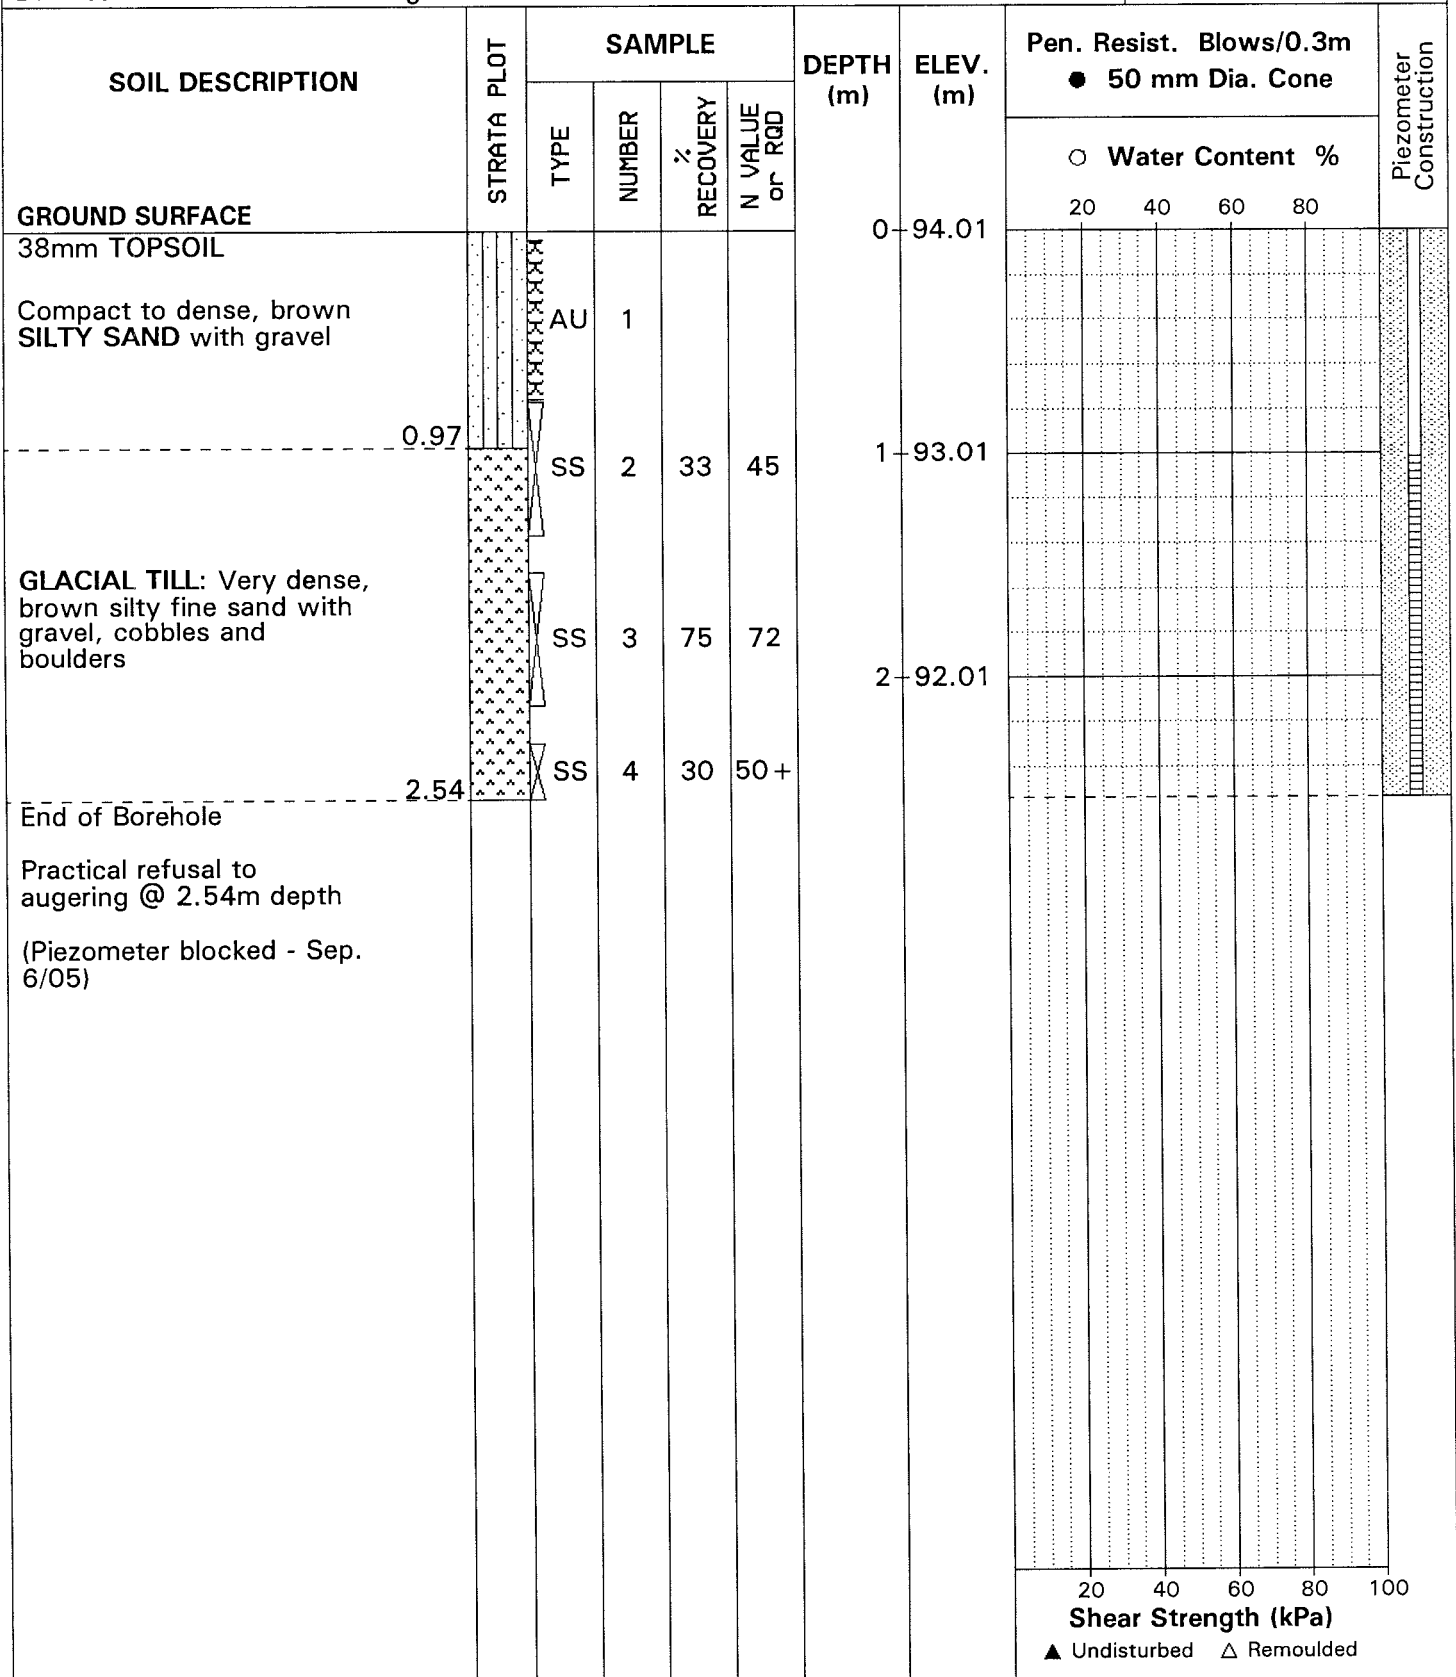 SOIL DESCRIPTION
GROUND SURFACE
STRATA PLOT
SAMPLE
TYPE
NUMBER
% RECOVERY
N VALUE or RQD
DEPTH (m)
ELEV. (m)
Pen. Resist. Blows/0.3m
● 50 mm Dia. Cone
○ Water Content %
20 40 60 80
Piezometer Construction
0 94.01
38mm TOPSOIL
Compact to dense, brown
SILTY SAND with gravel
AU 1
0.97
SS 2 33 45
1 93.01
GLACIAL TILL: Very dense,
brown silty fine sand with
gravel, cobbles and
boulders
SS 3 75 72
2 92.01
SS 4 30 50+
2.54
End of Borehole
Practical refusal to
augering @ 2.54m depth
(Piezometer blocked - Sep.
6/05)
20 40 60 80 100
Shear Strength (kPa)
▲ Undisturbed △ Remoulded